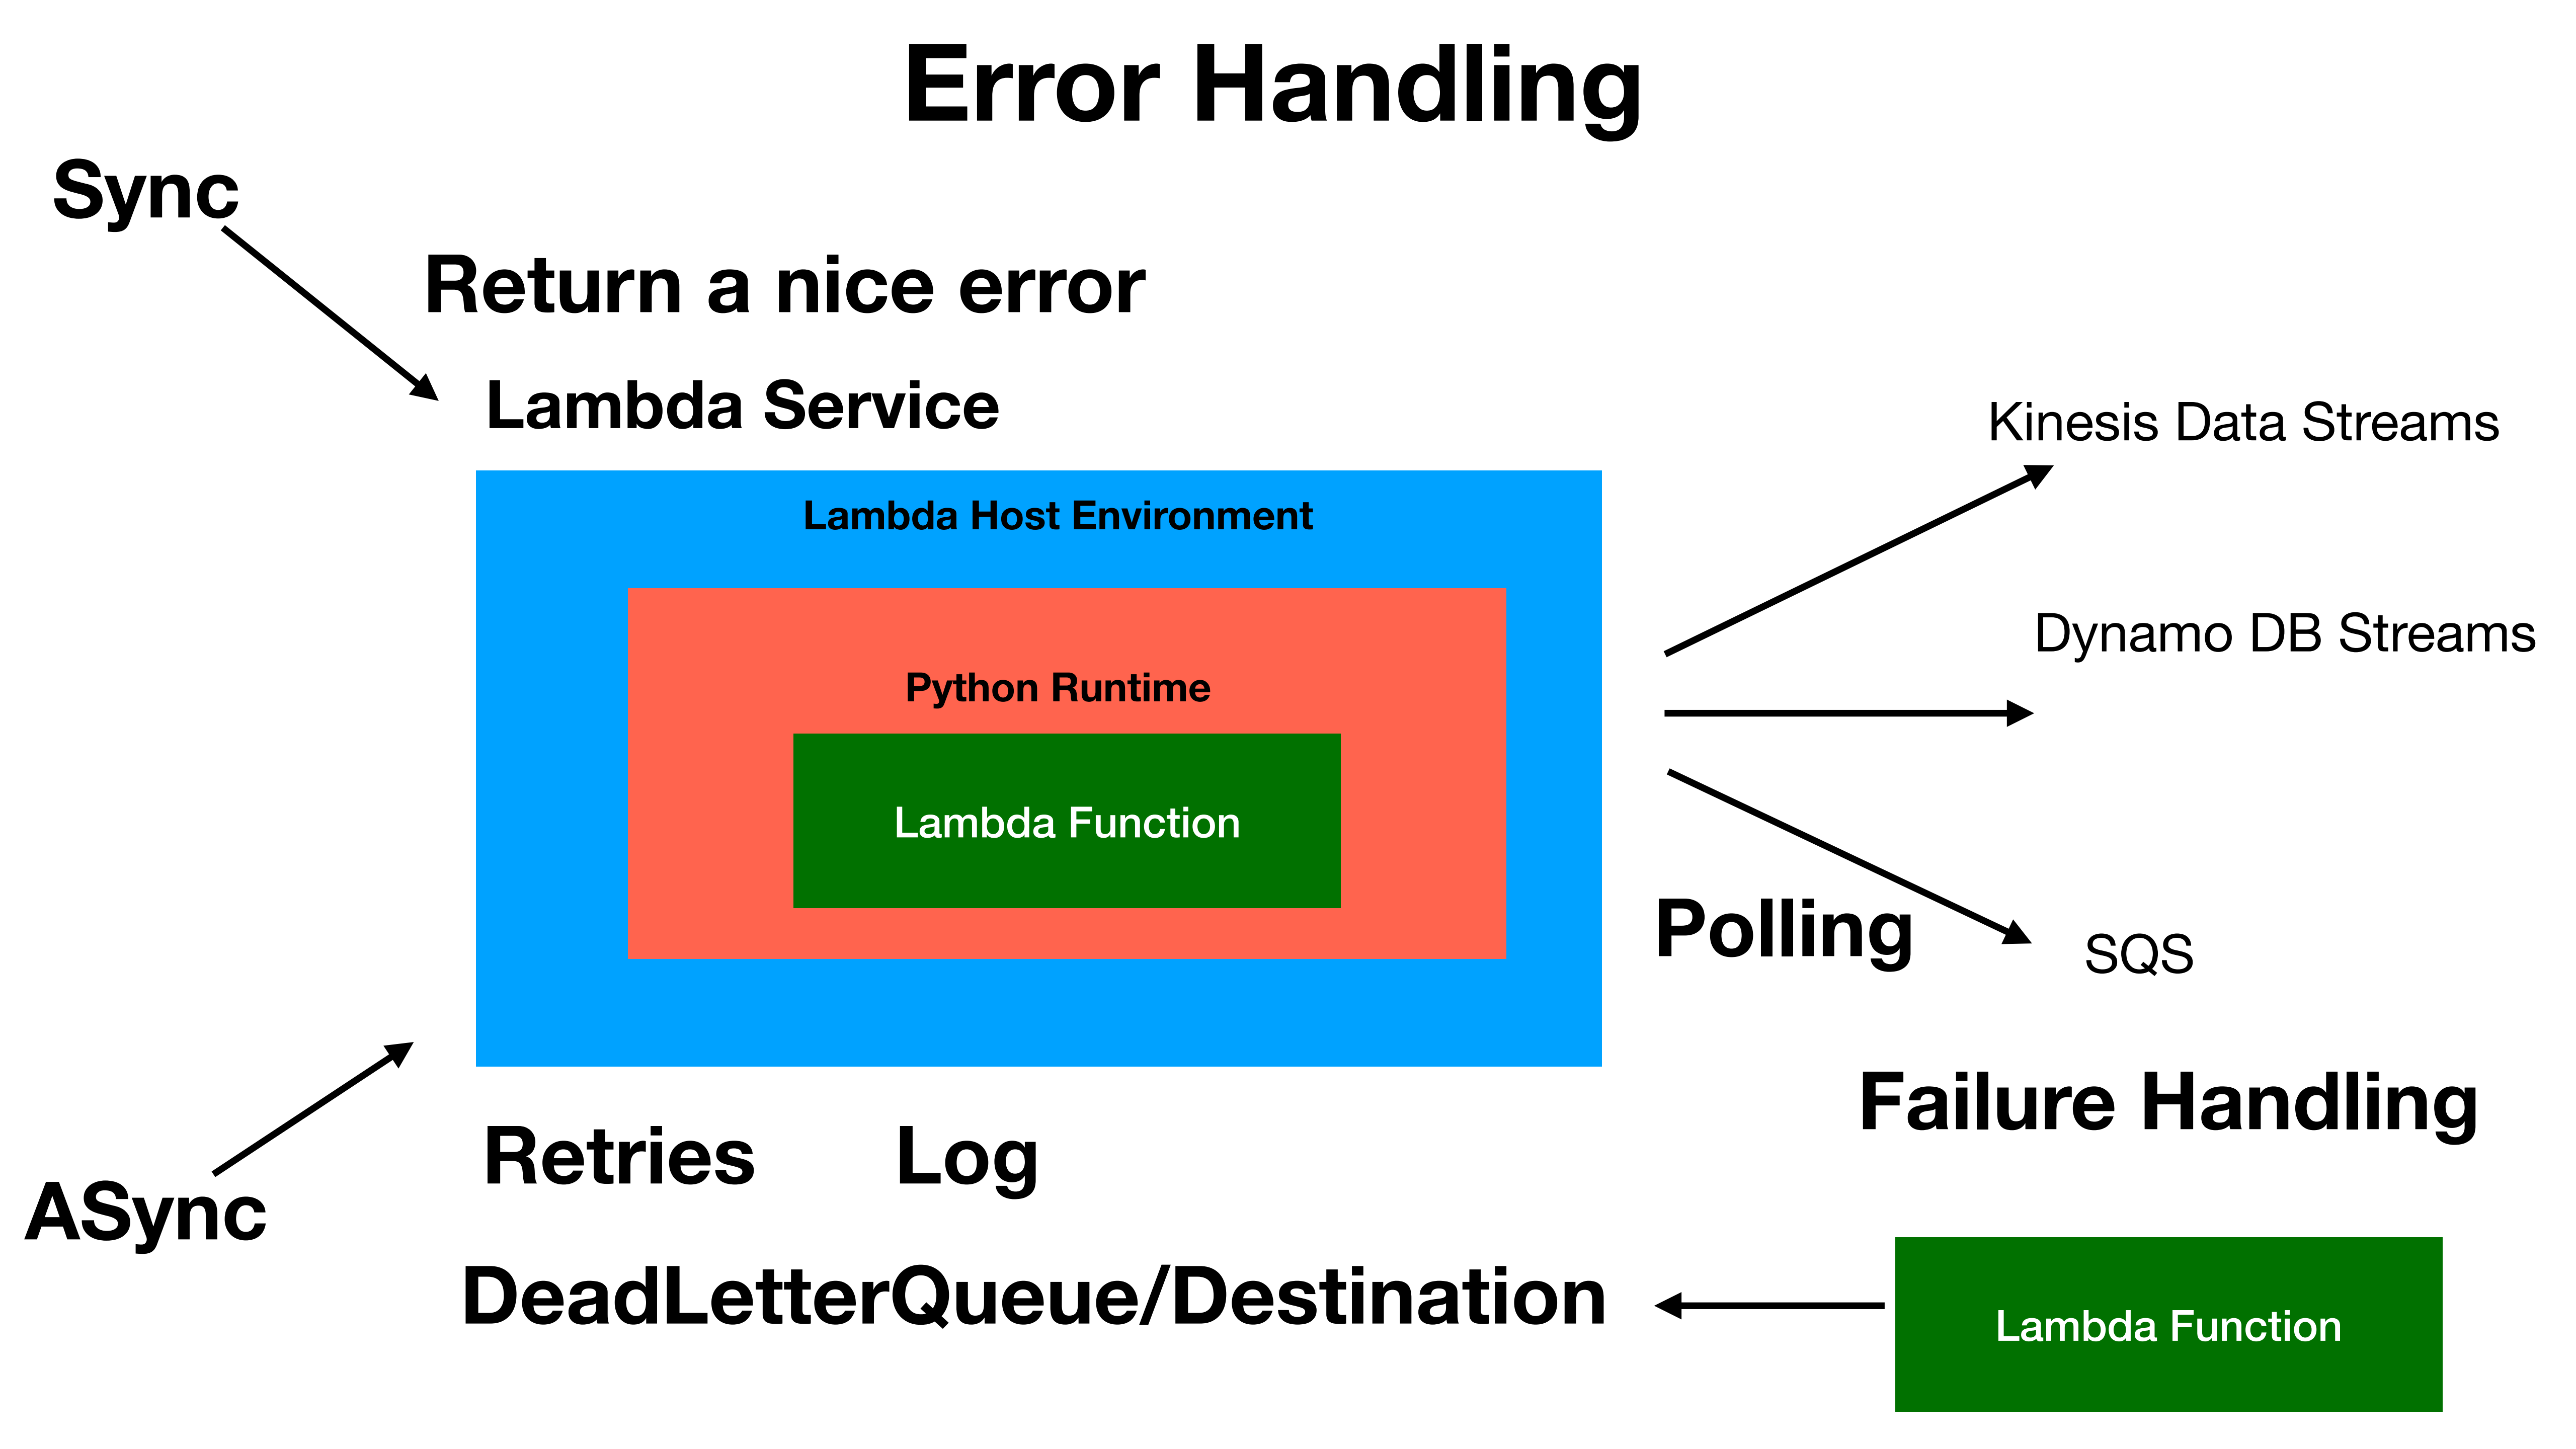 Error Handling
Sync
Return a nice error
Lambda Service
Lambda Host Environment
Python Runtime
Lambda Function
Kinesis Data Streams
Dynamo DB Streams
Polling
SQS
ASync
Retries
Log
Failure Handling
DeadLetterQueue/Destination
Lambda Function